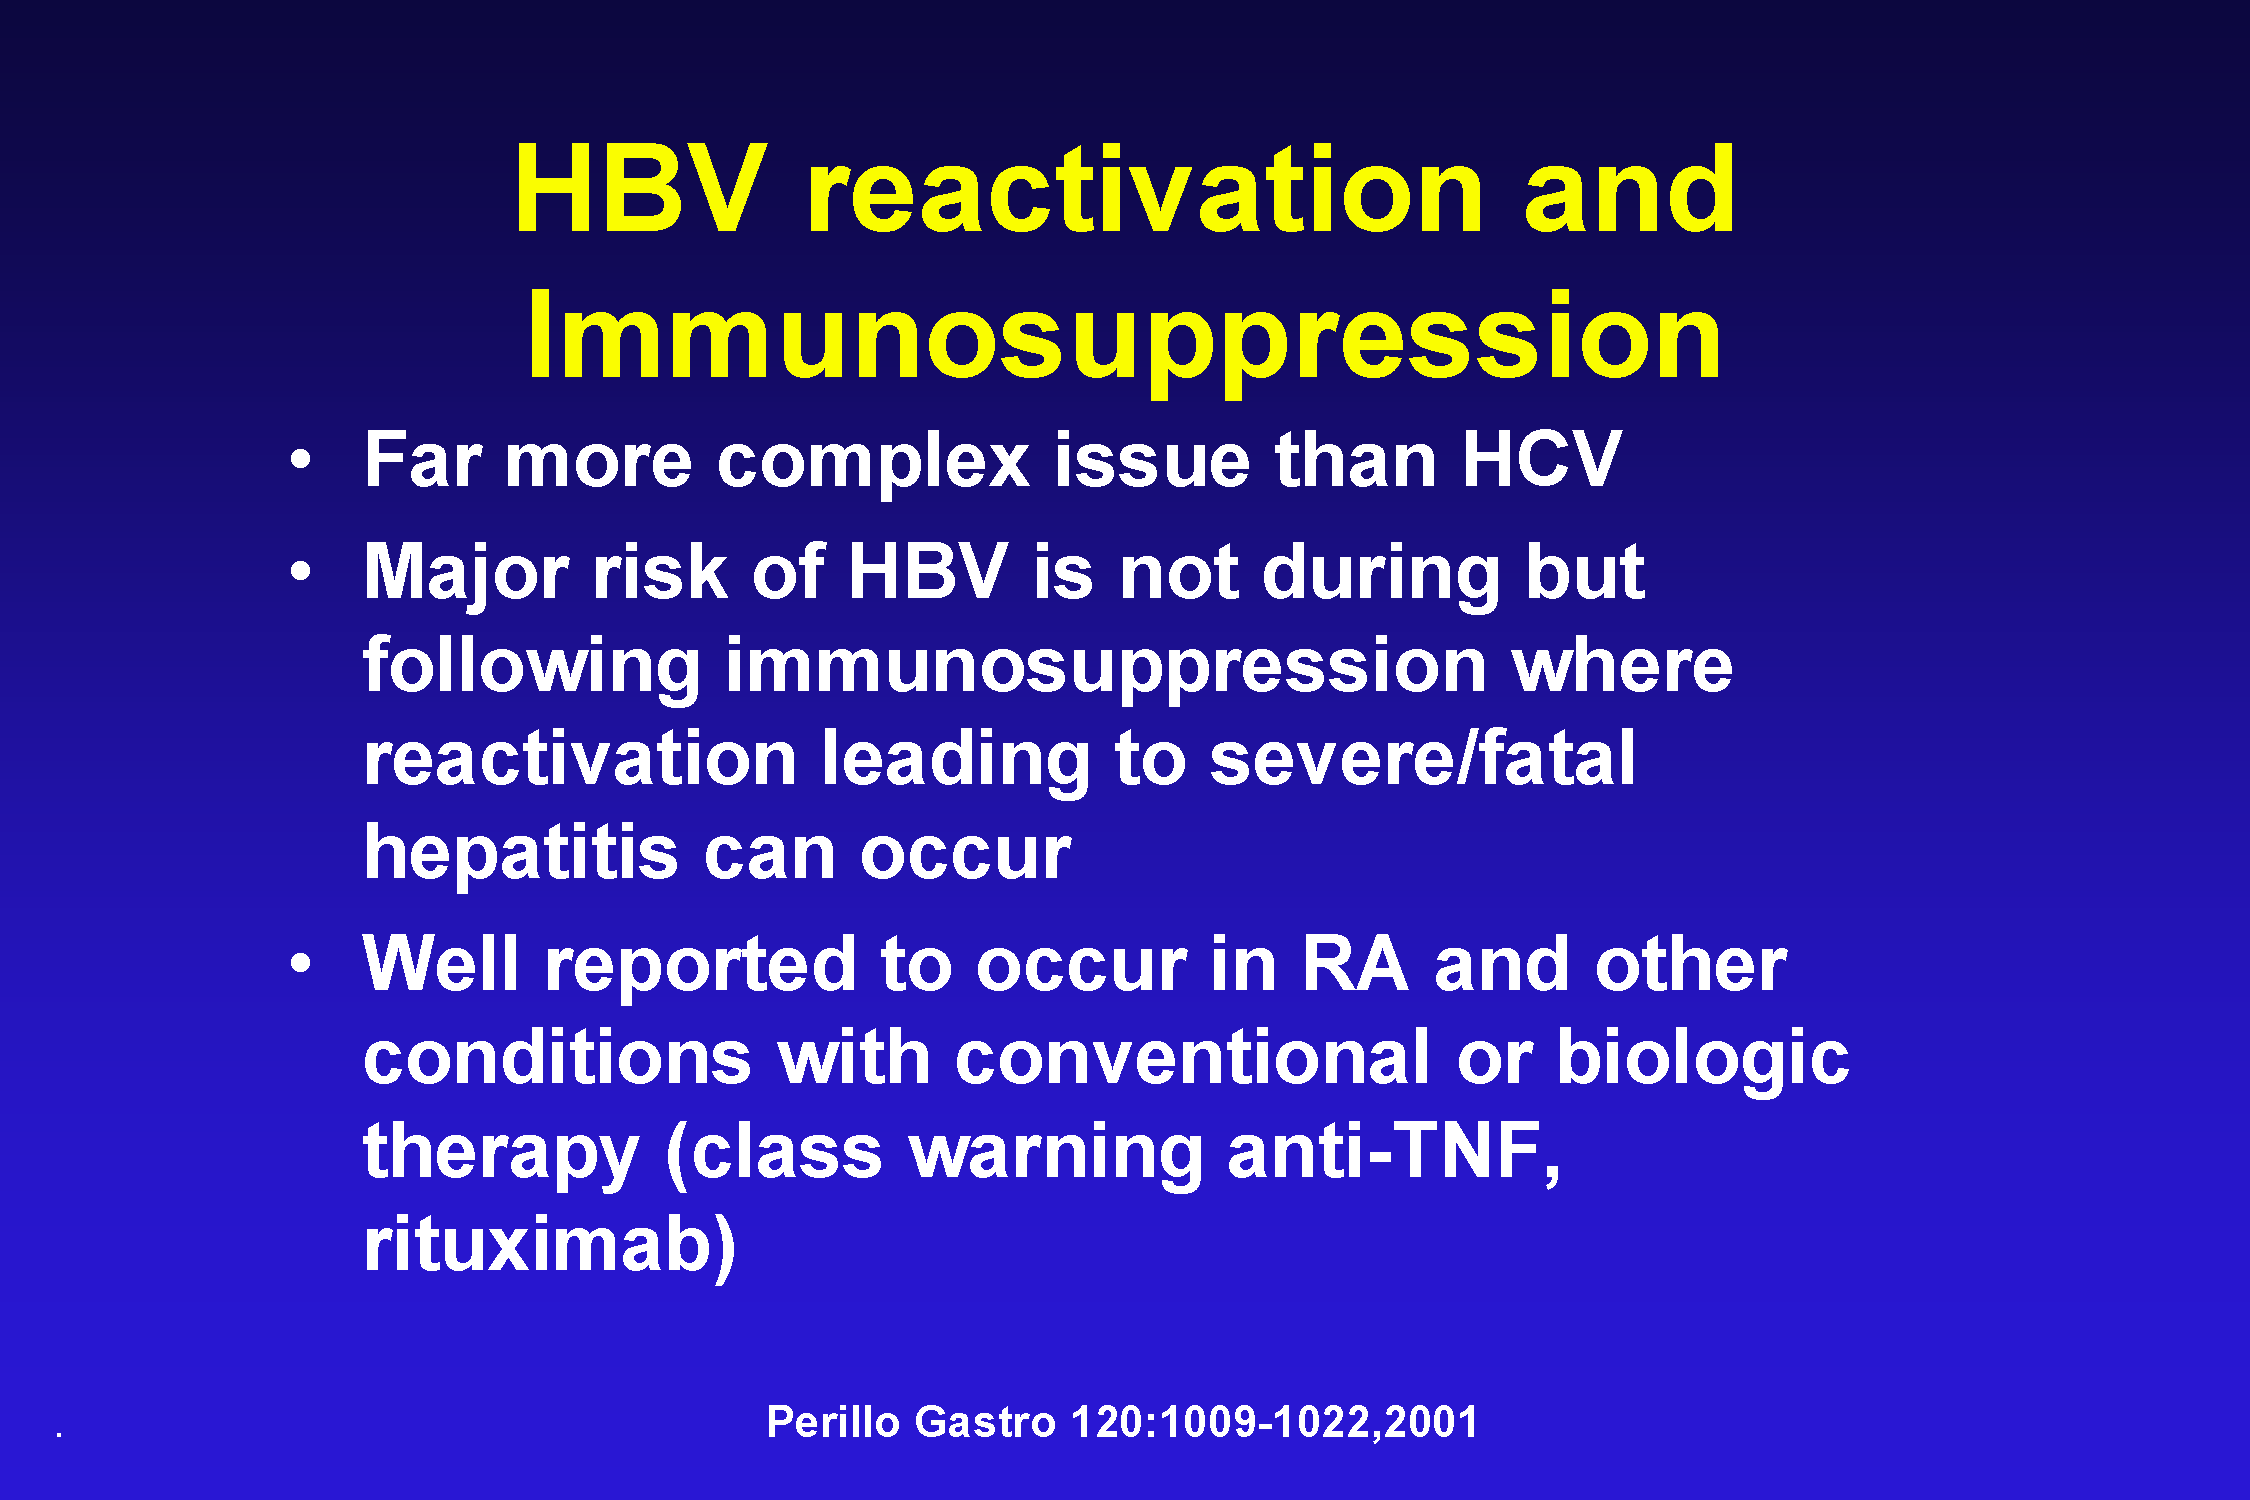 HBV reactivation and
Immunosuppression
• Far more complex issue than HCV
• Major risk of HBV is not during but
following immunosuppression where
reactivation leading to severe/fatal
hepatitis can occur
• Well reported to occur in RA and other
conditions with conventional or biologic
therapy (class warning anti-TNF,
rituximab)
Perillo Gastro 120:1009-1022,2001
.